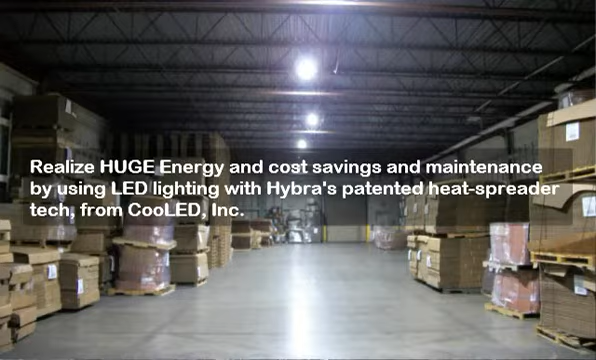 Realize HUGE Energy and cost savings and maintenance
by using LED lighting with Hybra's patented heat-spreader
tech, from CooLED, Inc.